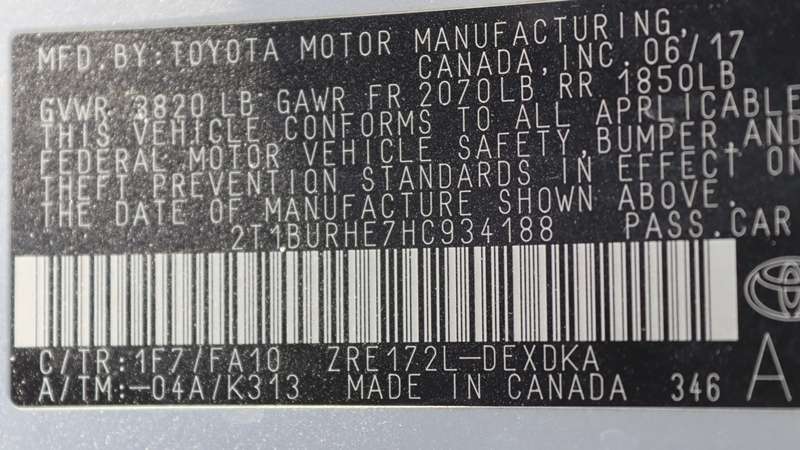 MFD.BY:TOYOTA MOTOR MANUFACTURING,
CANADA,INC. 06/17
GVWR 3820 LB GAWR FR 2070LB RR 1850LB
THIS VEHICLE CONFORMS TO ALL APRLICABLE
FEDERAL MOTOR VEHICLE SAFETY,BUMPER,AND
THEFT PREVENTION STANDARDS IN EFFECT ON
THE DATE OF MANUFACTURE SHOWN ABOVE.
2T1BURHE7HC934188 PASS.CAR
C/TR:1F7/FA10 ZRE172L-DEXDKA A
A/TM:-04A/K313 MADE IN CANADA 346